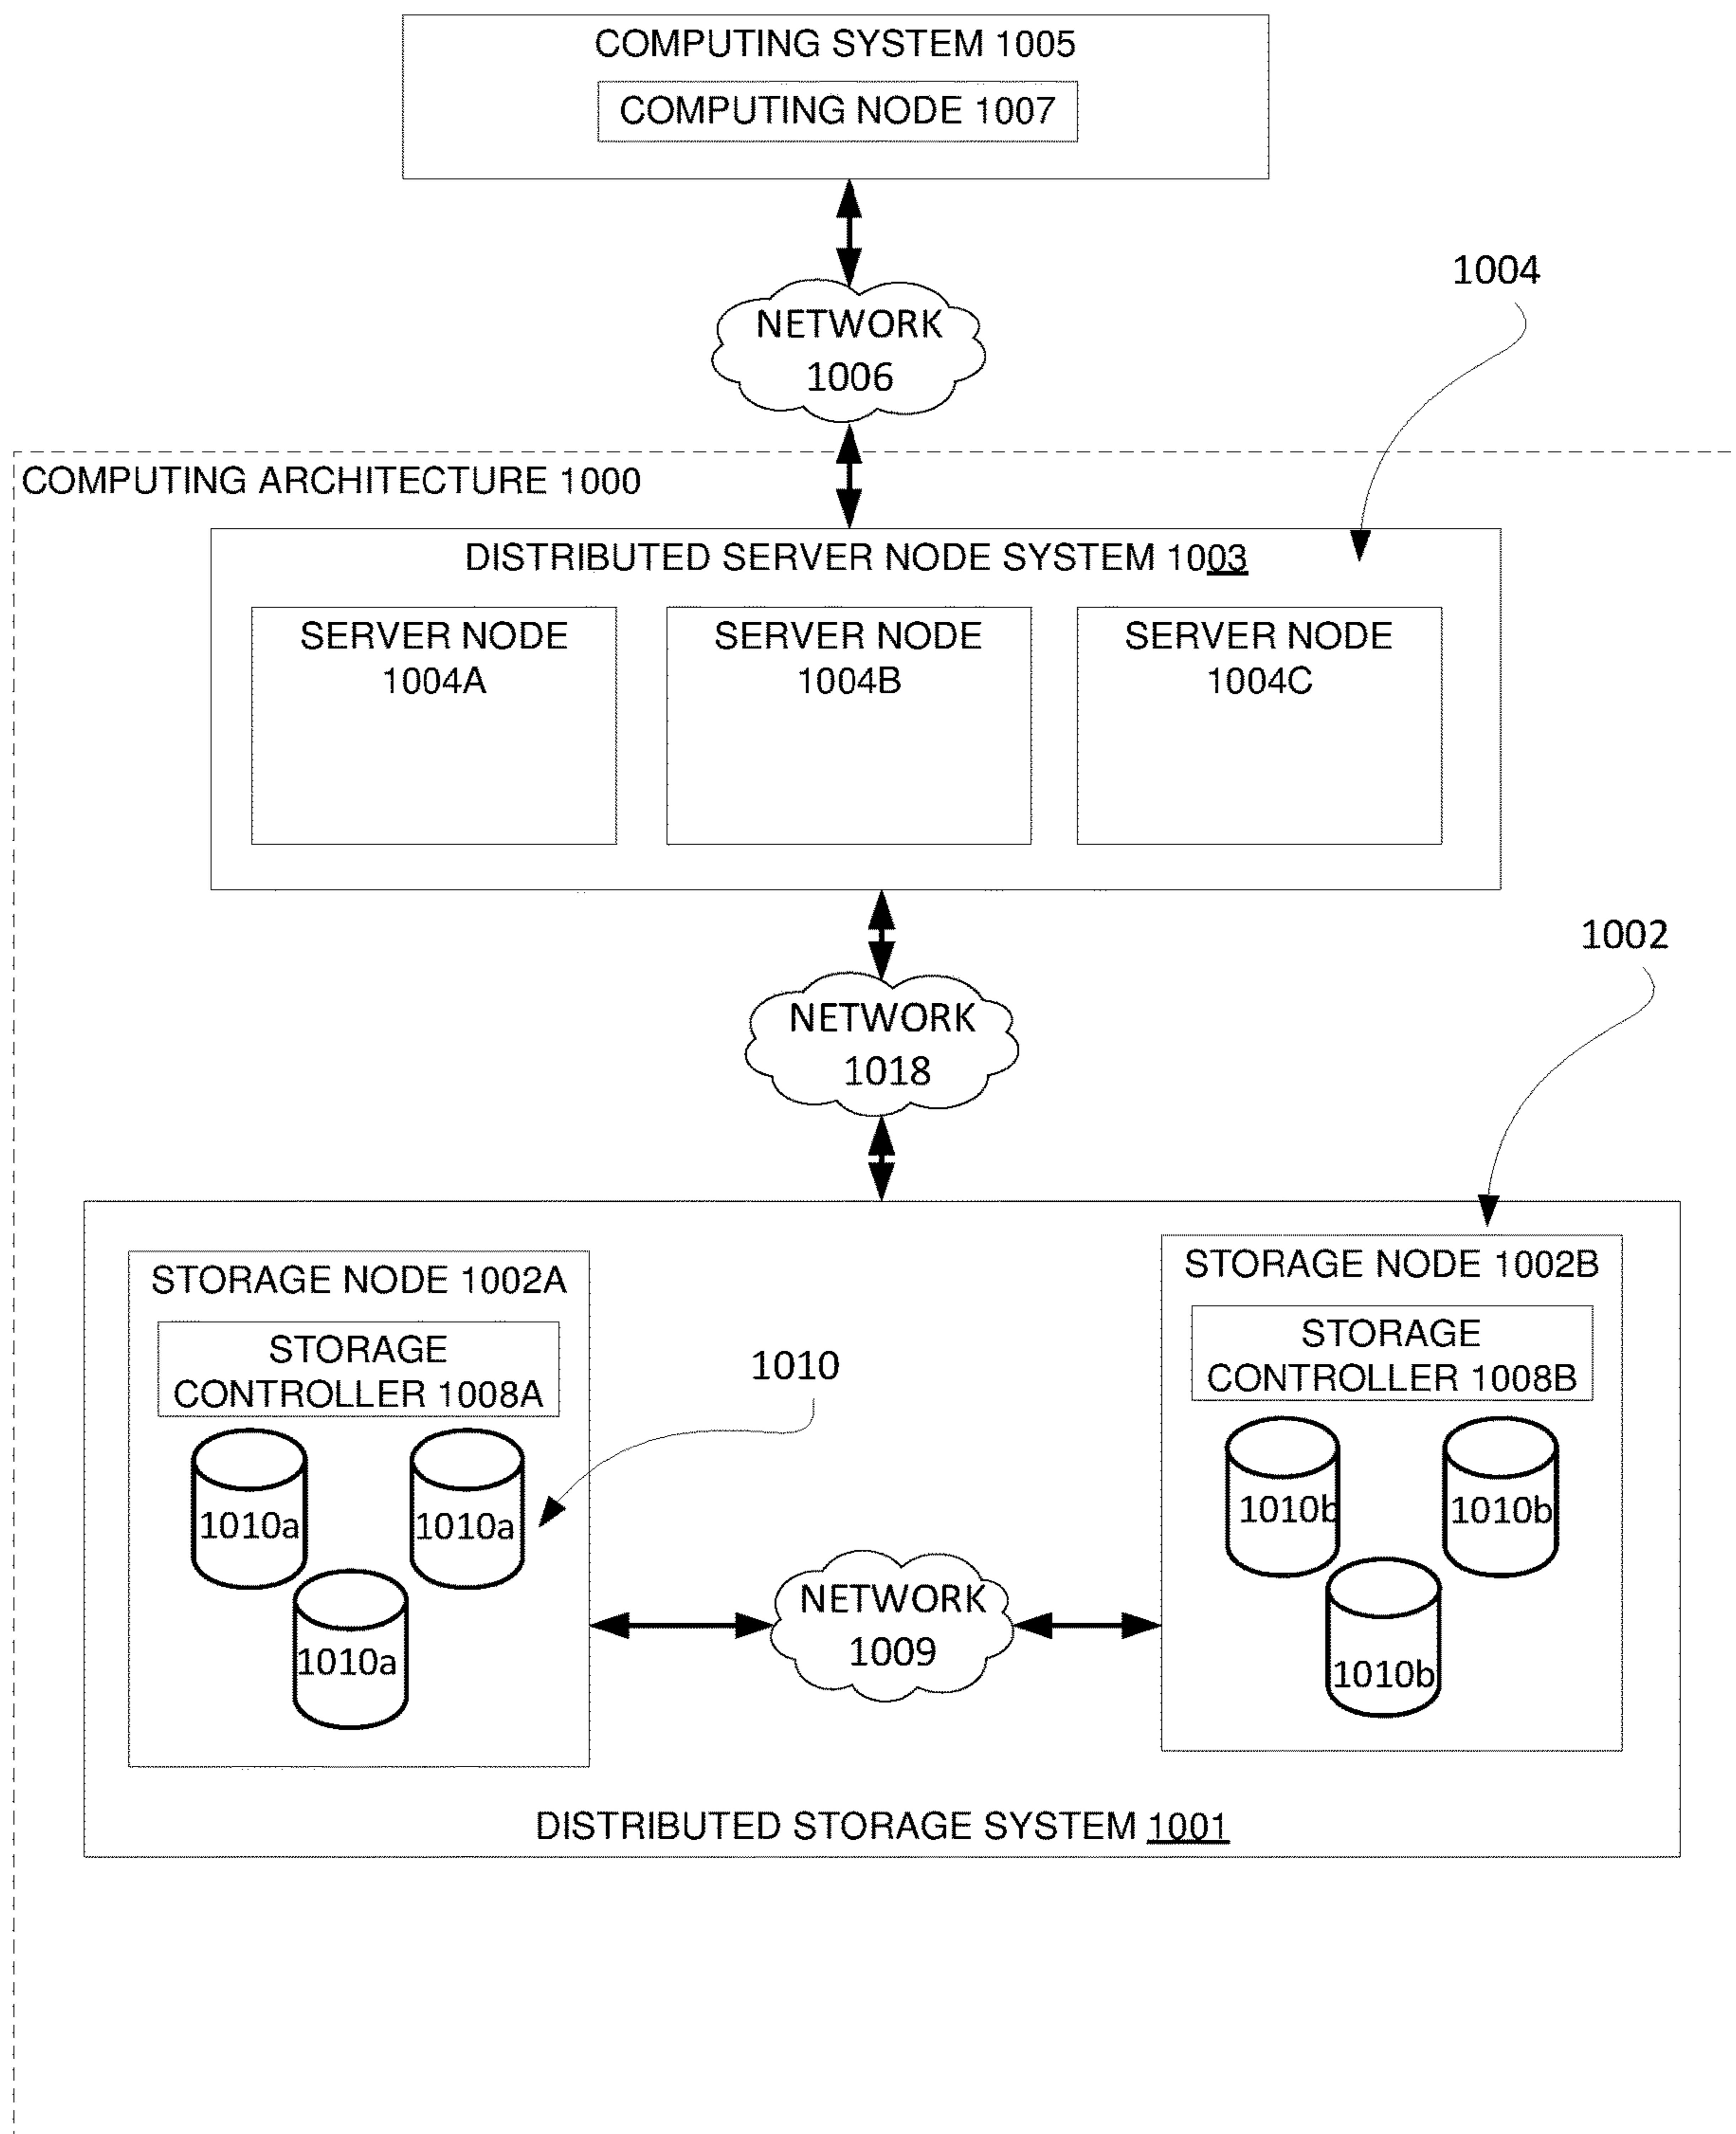 COMPUTING SYSTEM 1005
COMPUTING NODE 1007
1004
NETWORK
1006
COMPUTING ARCHITECTURE 1000
DISTRIBUTED SERVER NODE SYSTEM 1003
SERVER NODE
1004A
SERVER NODE
1004B
SERVER NODE
1004C
1002
NETWORK
1018
STORAGE NODE 1002A
STORAGE
CONTROLLER 1008A
1010a
1010a
1010a
1010
NETWORK
1009
STORAGE NODE 1002B
STORAGE
CONTROLLER 1008B
1010b
1010b
1010b
DISTRIBUTED STORAGE SYSTEM 1001